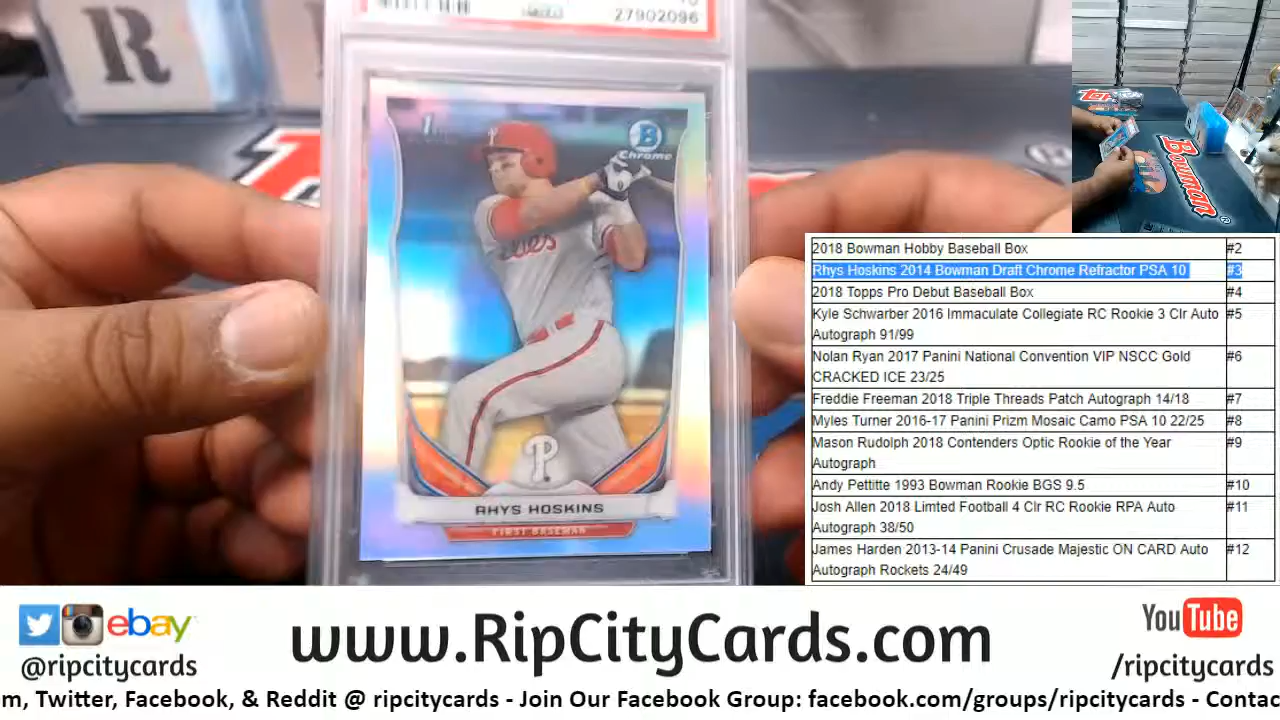 R
27902096
1st
B
Chrome
P
P
RHYS HOSKINS
FIRST BASEMAN
Topps
Bowman
®
2018 Bowman Hobby Baseball Box #2
Rhys Hoskins 2014 Bowman Draft Chrome Refractor PSA 10 #3
2018 Topps Pro Debut Baseball Box #4
Kyle Schwarber 2016 Immaculate Collegiate RC Rookie 3 Clr Auto #5
Autograph 91/99
Nolan Ryan 2017 Panini National Convention VIP NSCC Gold #6
CRACKED ICE 23/25
Freddie Freeman 2018 Triple Threads Patch Autograph 14/18 #7
Myles Turner 2016-17 Panini Prizm Mosaic Camo PSA 10 22/25 #8
Mason Rudolph 2018 Contenders Optic Rookie of the Year #9
Autograph
Andy Pettitte 1993 Bowman Rookie BGS 9.5 #10
Josh Allen 2018 Limted Football 4 Clr RC Rookie RPA Auto #11
Autograph 38/50
James Harden 2013-14 Panini Crusade Majestic ON CARD Auto #12
Autograph Rockets 24/49
ebay
@ripcitycards
www.RipCityCards.com
YouTube
/ripcitycards
m, Twitter, Facebook, & Reddit @ ripcitycards - Join Our Facebook Group: facebook.com/groups/ripcitycards - Contac